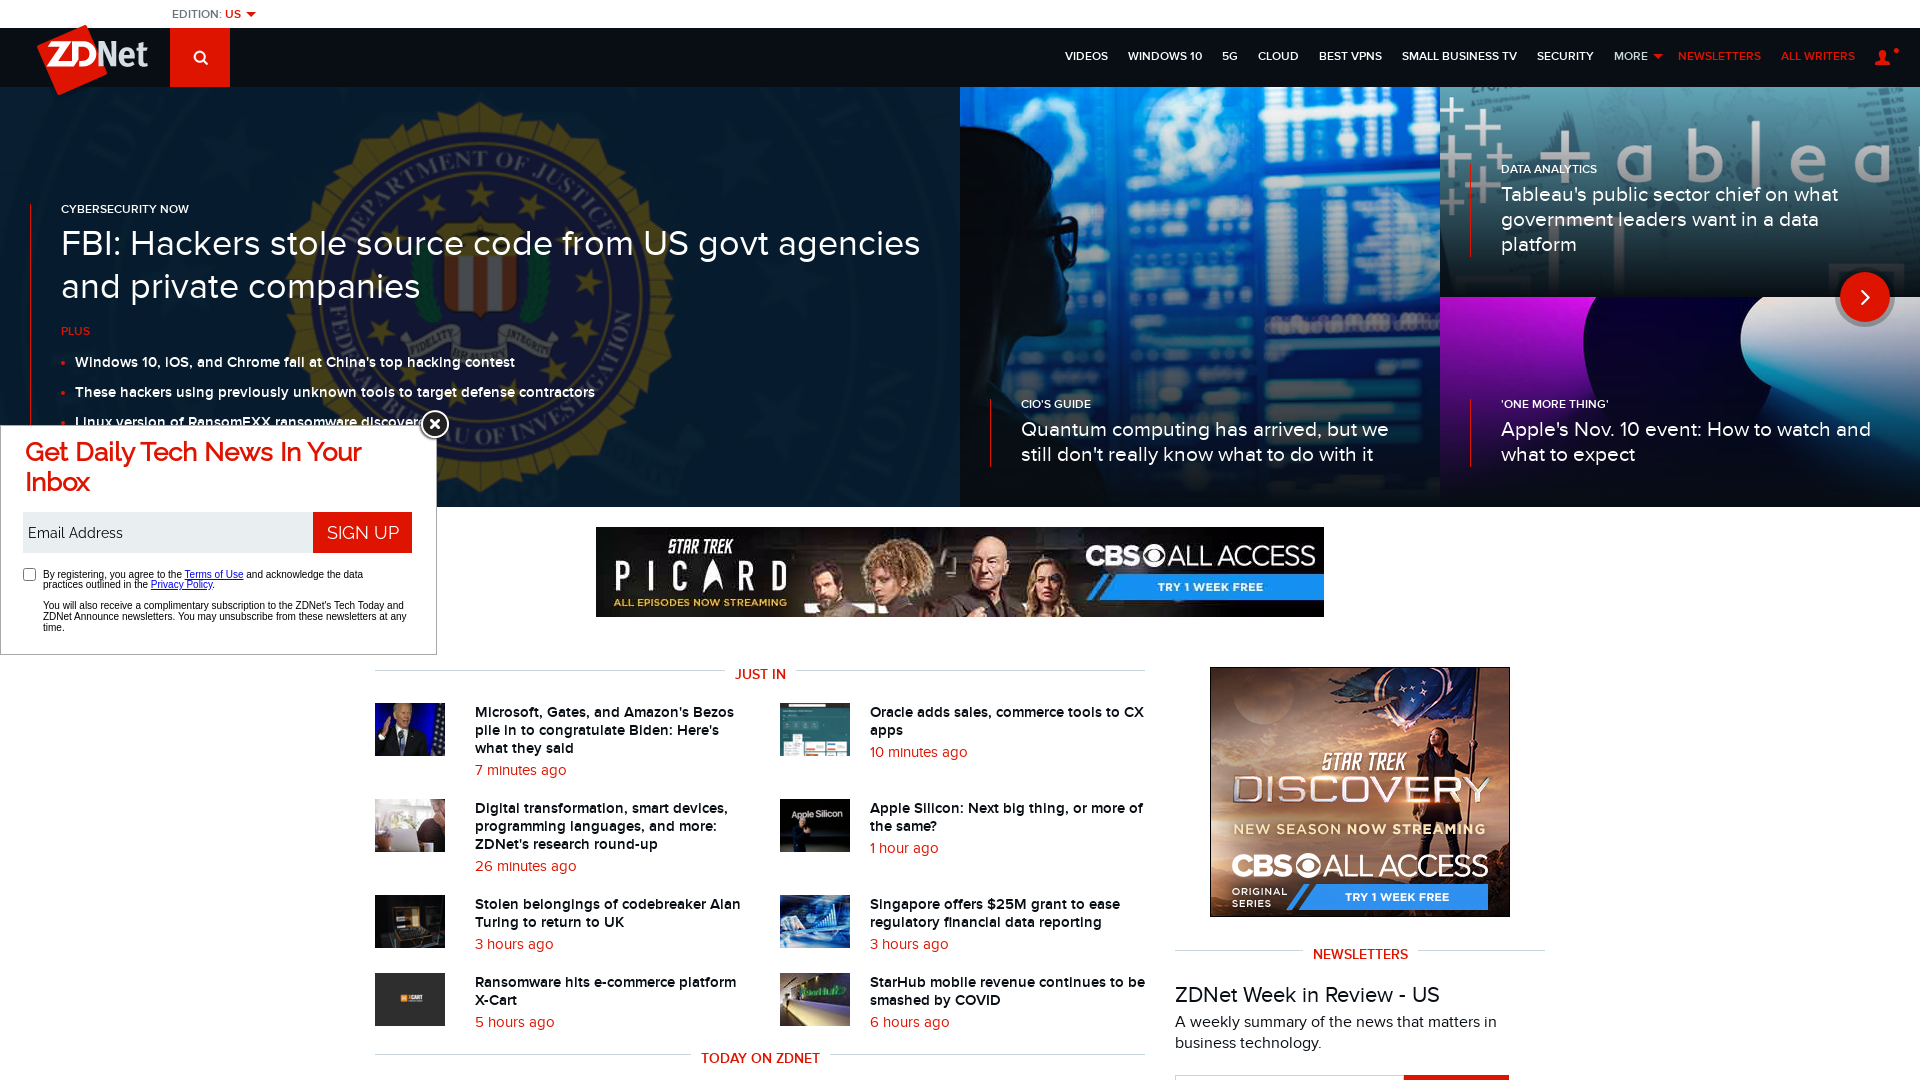 EDITION: US
ZDNet
VIDEOS WINDOWS 10 5G CLOUD BEST VPNS SMALL BUSINESS TV SECURITY MORE NEWSLETTERS ALL WRITERS
CYBERSECURITY NOW
FBI: Hackers stole source code from US govt agencies
and private companies
PLUS
Windows 10, iOS, and Chrome fall at China's top hacking contest
These hackers using previously unknown tools to target defense contractors
Linux version of RansomEXX ransomware
DEPARTMENT OF JUSTICE
FIDELITY BRAVERY INTEGRITY
CIO'S GUIDE
Quantum computing has arrived, but we
still don't really know what to do with it
DATA ANALYTICS
Tableau's public sector chief on what
government leaders want in a data
platform
tablea
'ONE MORE THING'
Apple's Nov. 10 event: How to watch and
what to expect
Get Daily Tech News In Your
Inbox
Email Address
SIGN UP
By registering, you agree to the Terms of Use and acknowledge the data
practices outlined in the Privacy Policy.
You will also receive a complimentary subscription to the ZDNet's Tech Today and
ZDNet Announce newsletters. You may unsubscribe from these newsletters at any
time.
STAR TREK
PICARD
ALL EPISODES NOW STREAMING
CBS ALL ACCESS
TRY 1 WEEK FREE
JUST IN
Microsoft, Gates, and Amazon's Bezos
pile in to congratulate Biden: Here's
what they said
7 minutes ago
Oracle adds sales, commerce tools to CX
apps
10 minutes ago
Digital transformation, smart devices,
programming languages, and more:
ZDNet's research round-up
26 minutes ago
Apple Silicon
Apple Silicon: Next big thing, or more of
the same?
1 hour ago
Stolen belongings of codebreaker Alan
Turing to return to UK
3 hours ago
Singapore offers $25M grant to ease
regulatory financial data reporting
3 hours ago
Ransomware hits e-commerce platform
X-Cart
5 hours ago
StarHub
StarHub mobile revenue continues to be
smashed by COVID
6 hours ago
TODAY ON ZDNET
STAR TREK
DISCOVERY
NEW SEASON NOW STREAMING
CBS ALL ACCESS
ORIGINAL
SERIES
TRY 1 WEEK FREE
NEWSLETTERS
ZDNet Week in Review - US
A weekly summary of the news that matters in
business technology.